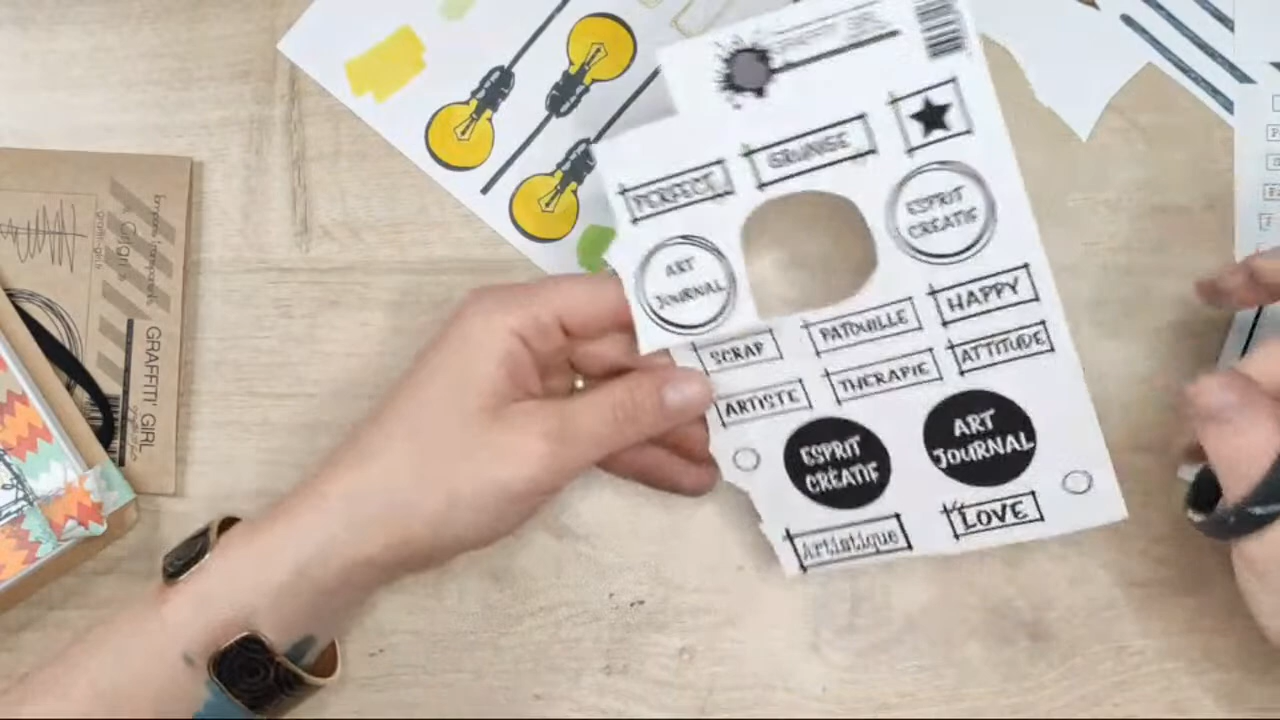 PERFECT
GRUNGE
ESPRIT
CRÉATIF
ART
JOURNAL
HAPPY
PATOUILLE
SCRAP
ATTITUDE
THÉRAPIE
ARTISTE
ART
JOURNAL
ESPRIT
CRÉATIF
LOVE
Artistique
GRAFFITI' GIRL